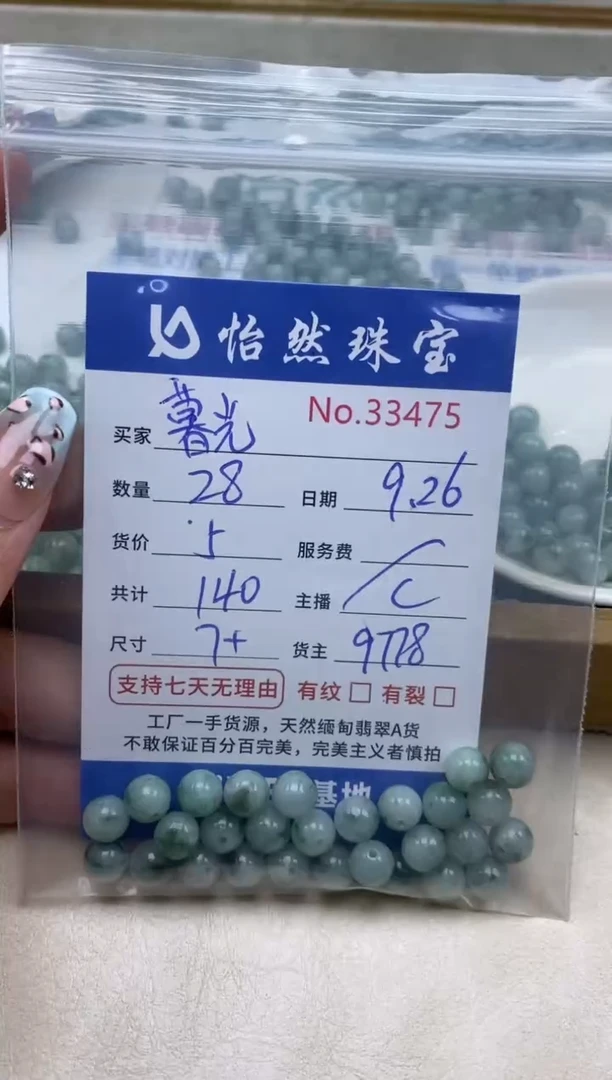 怡然珠宝
No.33475
买家 暮光
数量 28 日期 9.26
货价 5 服务费 /
共计 140 主播 C
尺寸 7+ 货主 9778
支持七天无理由 有纹□ 有裂□
工厂一手货源，天然缅甸翡翠A货
不敢保证百分百完美，完美主义者慎拍
基地